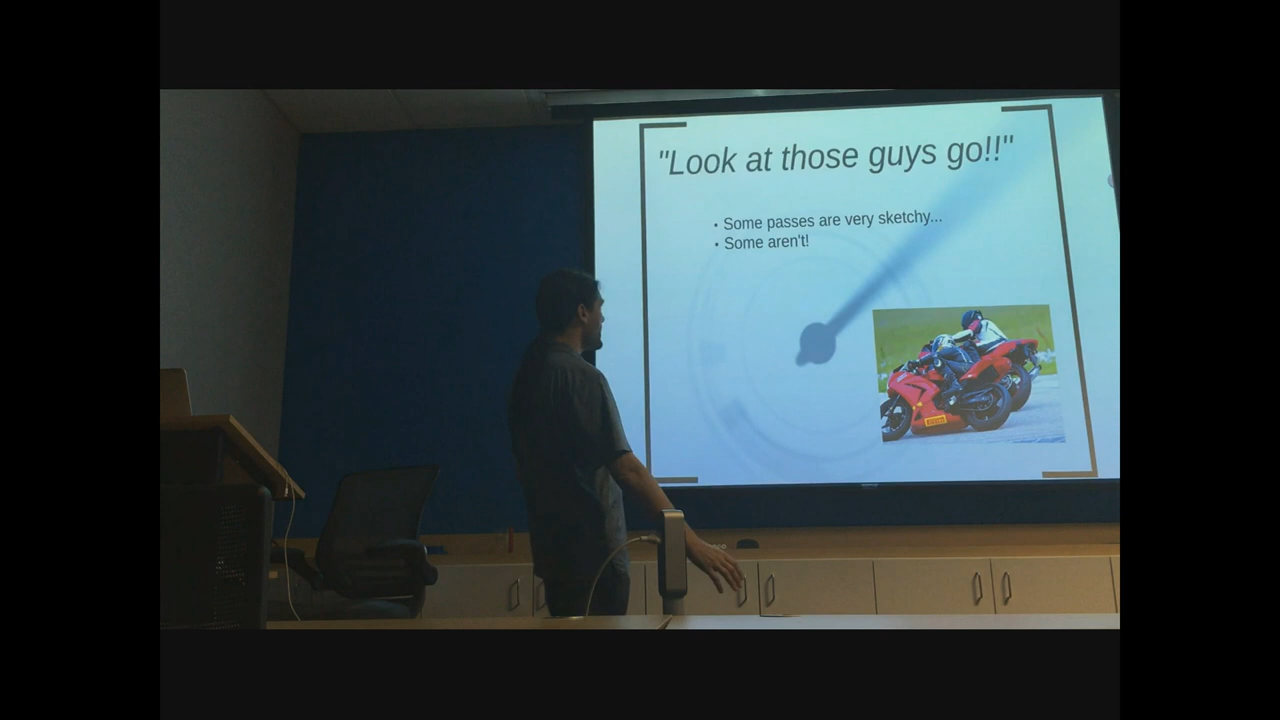 "Look at those guys go!!"
• Some passes are very sketchy...
• Some aren't!